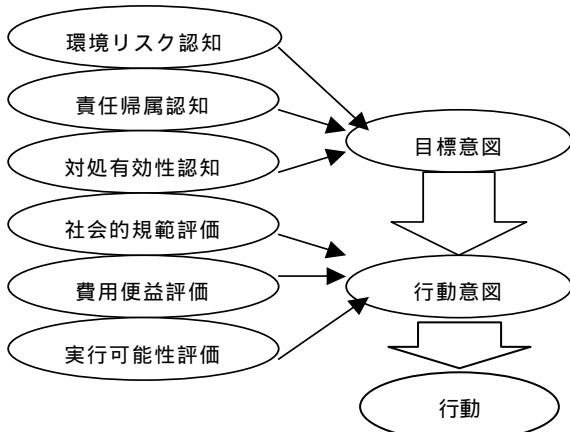 環境リスク認知
責任帰属認知
対処有効性認知
社会的規範評価
費用便益評価
実行可能性評価
目標意図
行動意図
行動